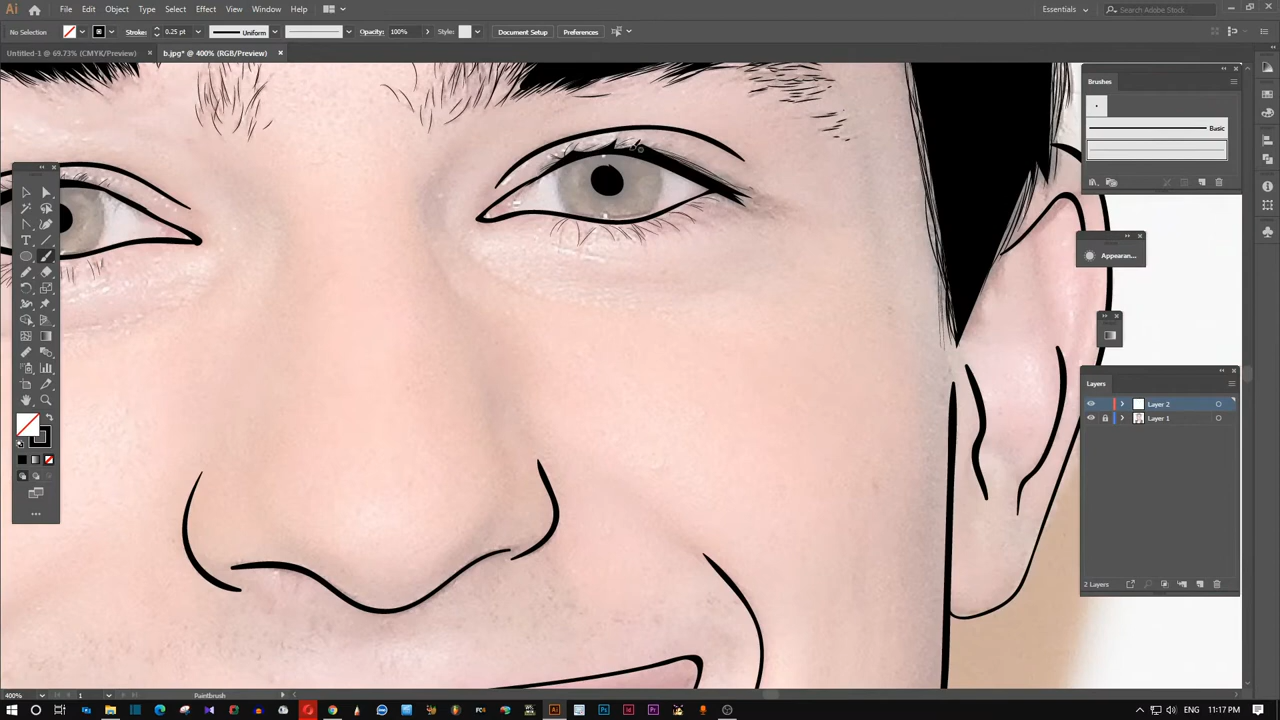 Ai File Edit Object Type Select Effect View Window Help Essentials Search Adobe Stock
No Selection Stroke: 0.25 pt Uniform Opacity: 100% Style: Document Setup Preferences
Untitled-1 @ 69.73% (CMYK/Preview) × b.jpg* @ 400% (RGB/Preview) ×
Brushes
Basic
Appearan...
Layers
Layer 2
Layer 1
2 Layers
400% 1 Paintbrush
ENG 11:17 PM